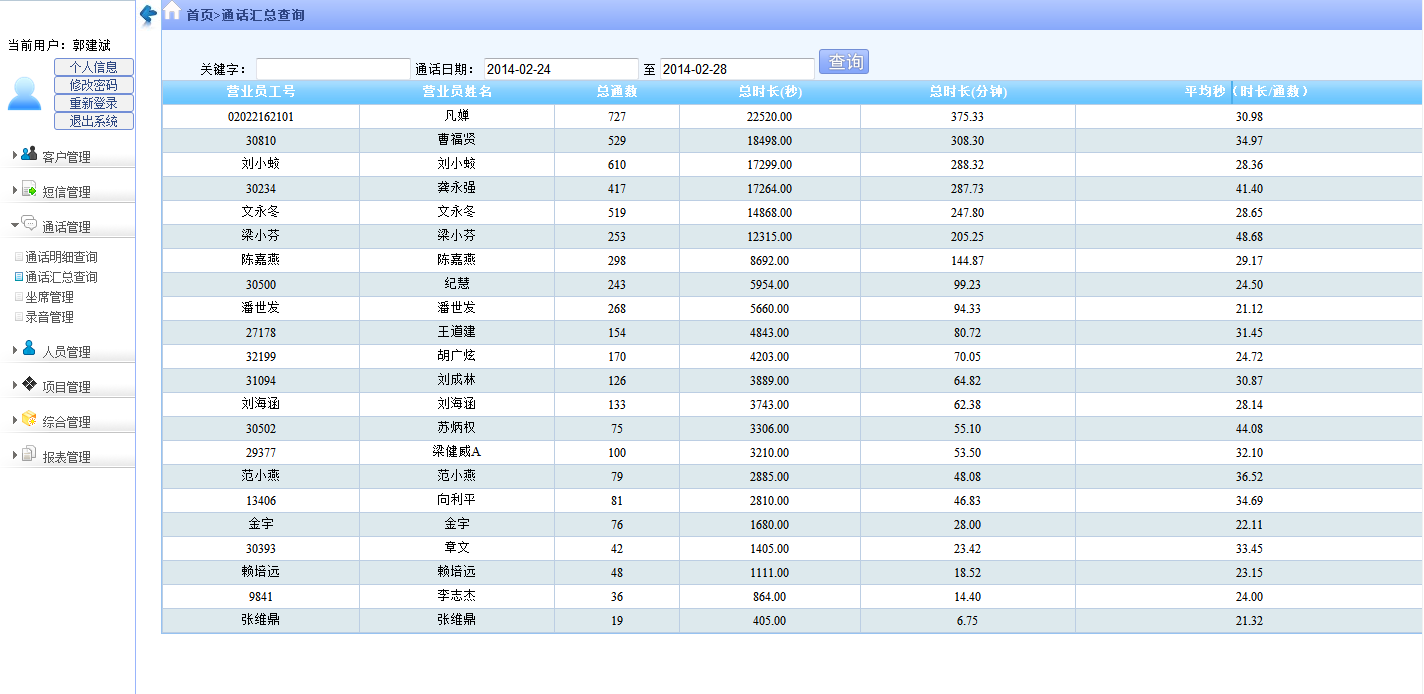 首页>通话汇总查询
当前用户：郭建斌
个人信息
修改密码
重新登录
退出系统
客户管理
短信管理
通话管理
通话明细查询
通话汇总查询
坐席管理
录音管理
人员管理
项目管理
综合管理
报表管理
关键字： 通话日期： 2014-02-24 至 2014-02-28 查询
营业员工号 营业员姓名 总通数 总时长(秒) 总时长(分钟) 平均秒（时长/通数）
02022162101 凡婵 727 22520.00 375.33 30.98
30810 曹福贤 529 18498.00 308.30 34.97
刘小姣 刘小姣 610 17299.00 288.32 28.36
30234 龚永强 417 17264.00 287.73 41.40
文永冬 文永冬 519 14868.00 247.80 28.65
梁小芬 梁小芬 253 12315.00 205.25 48.68
陈嘉燕 陈嘉燕 298 8692.00 144.87 29.17
30500 纪慧 243 5954.00 99.23 24.50
潘世发 潘世发 268 5660.00 94.33 21.12
27178 王道建 154 4843.00 80.72 31.45
32199 胡广炫 170 4203.00 70.05 24.72
31094 刘成林 126 3889.00 64.82 30.87
刘海涵 刘海涵 133 3743.00 62.38 28.14
30502 苏炳权 75 3306.00 55.10 44.08
29377 梁健威A 100 3210.00 53.50 32.10
范小燕 范小燕 79 2885.00 48.08 36.52
13406 向利平 81 2810.00 46.83 34.69
金宇 金宇 76 1680.00 28.00 22.11
30393 章文 42 1405.00 23.42 33.45
赖培远 赖培远 48 1111.00 18.52 23.15
9841 李志杰 36 864.00 14.40 24.00
张维鼎 张维鼎 19 405.00 6.75 21.32